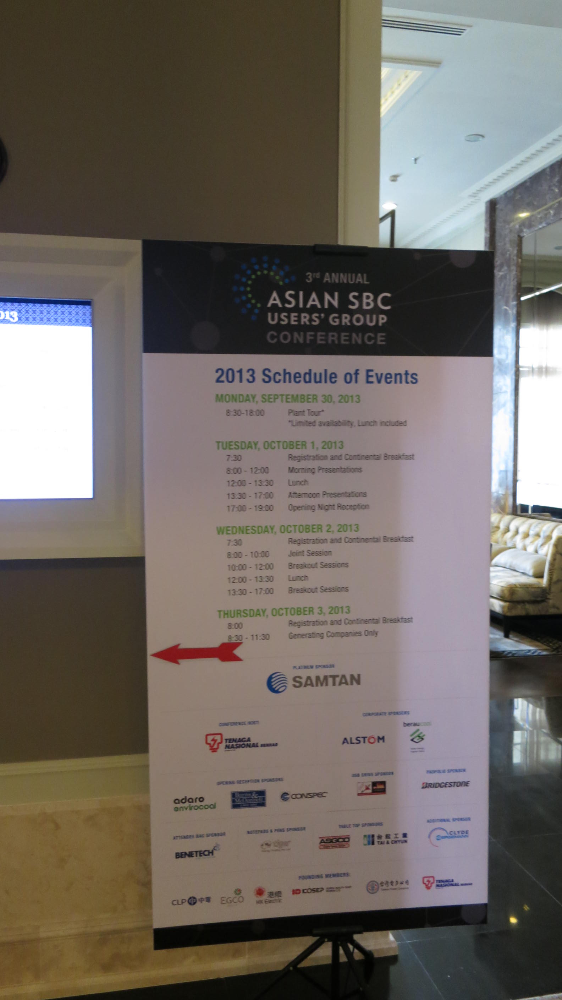 013
3rd ANNUAL
ASIAN SBC
USERS' GROUP
CONFERENCE
2013 Schedule of Events
MONDAY, SEPTEMBER 30, 2013
8:30-18:00 Plant Tour*
*Limited availability, Lunch included
TUESDAY, OCTOBER 1, 2013
7:30 Registration and Continental Breakfast
8:00 - 12:00 Morning Presentations
12:00 - 13:30 Lunch
13:30 - 17:00 Afternoon Presentations
17:00 - 19:00 Opening Night Reception
WEDNESDAY, OCTOBER 2, 2013
7:30 Registration and Continental Breakfast
8:00 - 10:00 Joint Session
10:00 - 12:00 Breakout Sessions
12:00 - 13:30 Lunch
13:30 - 17:00 Breakout Sessions
THURSDAY, OCTOBER 3, 2013
8:00 Registration and Continental Breakfast
8:30 - 11:30 Generating Companies Only
PLATINUM SPONSOR
SAMTAN
CONFERENCE HOST:
TENAGA
NASIONAL BERHAD
CORPORATE SPONSORS
ALSTOM
beraucoal
OPENING RECEPTION SPONSORS
adaro
envirocoal
Burns &
McDonnell
CONSPEC
USB DRIVE SPONSOR
PADFOLIO SPONSOR
BRIDGESTONE
ATTENDEE BAG SPONSOR
BENETECH
NOTEPADS & PENS SPONSOR
tiger
TABLE TOP SPONSORS
ASGCO
台耘工業
TAI & CHYUN
ADDITIONAL SPONSOR
CLYDE
BERGEMANN
FOUNDING MEMBERS:
CLP 中電
EGCO
港燈
HK Electric
KOSEP
台灣電力公司
TENAGA
NASIONAL BERHAD